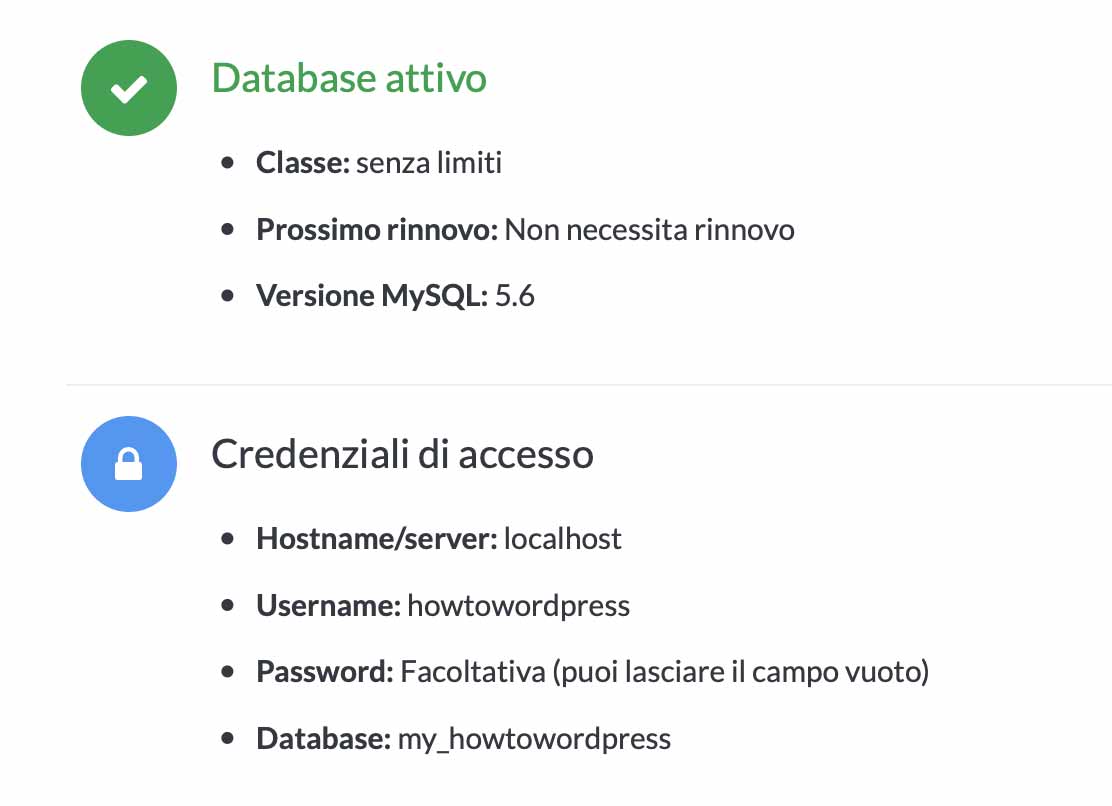 Database attivo
Classe: senza limiti
Prossimo rinnovo: Non necessita rinnovo
Versione MySQL: 5.6
Credenziali di accesso
Hostname/server: localhost
Username: howtowordpress
Password: Facoltativa (puoi lasciare il campo vuoto)
Database: my_howtowordpress